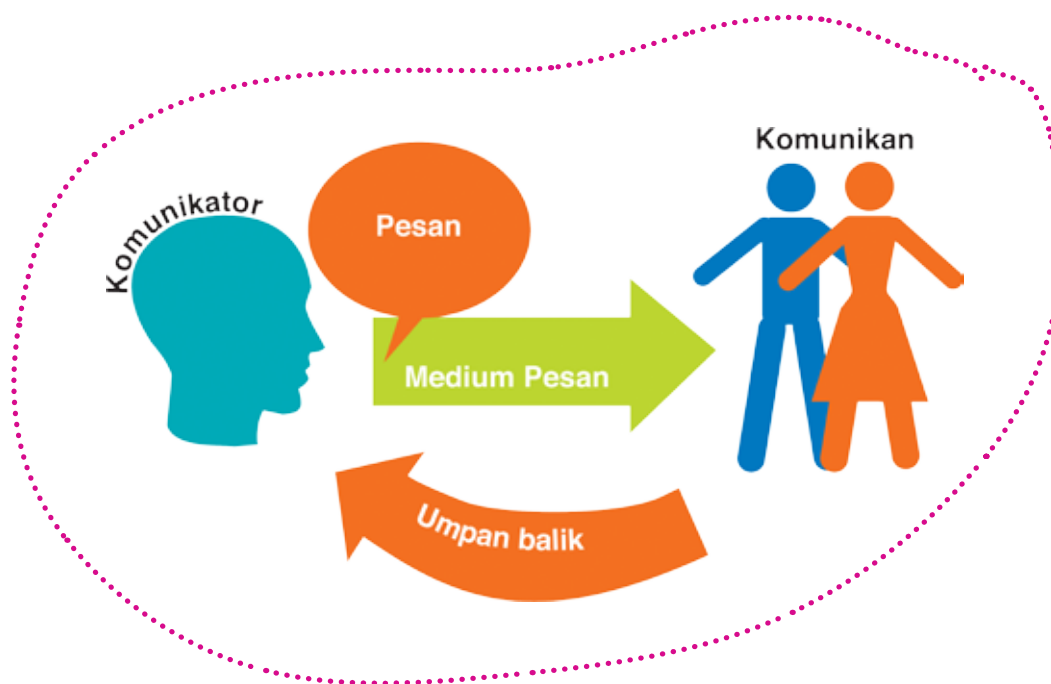 Komunikan
Komunikator
Pesan
Medium Pesan
Umpan balik